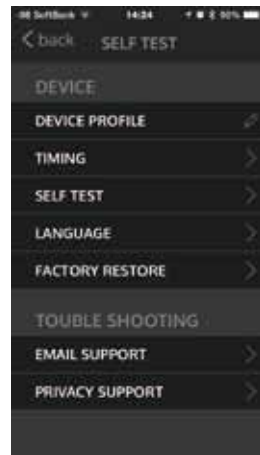 SoftBank 14:24
back SELF TEST
DEVICE
DEVICE PROFILE
TIMING
SELF TEST
LANGUAGE
FACTORY RESTORE
TOUBLE SHOOTING
EMAIL SUPPORT
PRIVACY SUPPORT